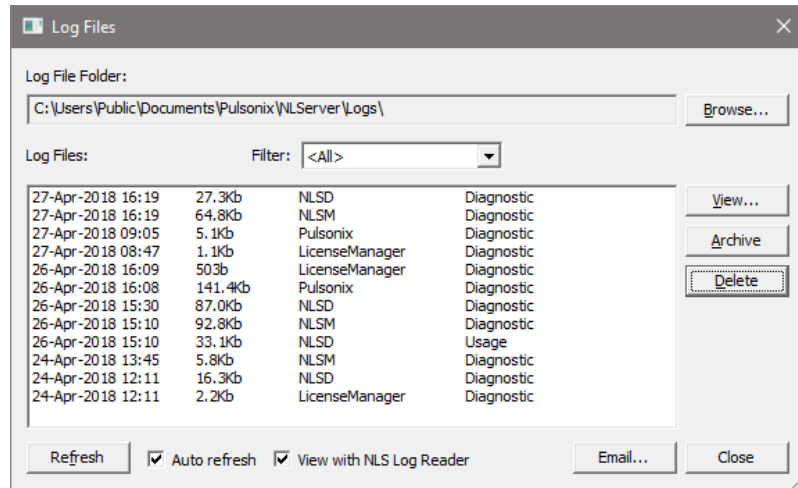 Log Files
Log File Folder:
C:\Users\Public\Documents\Pulsonix\NLServer\Logs\ Browse...
Log Files: Filter: <All>
27-Apr-2018 16:19 27.3Kb NLSD Diagnostic
27-Apr-2018 16:19 64.8Kb NLSM Diagnostic
27-Apr-2018 09:05 5.1Kb Pulsonix Diagnostic
27-Apr-2018 08:47 1.1Kb LicenseManager Diagnostic
26-Apr-2018 16:09 503b LicenseManager Diagnostic
26-Apr-2018 16:08 141.4Kb Pulsonix Diagnostic
26-Apr-2018 15:30 87.0Kb NLSD Diagnostic
26-Apr-2018 15:10 92.8Kb NLSM Diagnostic
26-Apr-2018 15:10 33.1Kb NLSD Usage
24-Apr-2018 13:45 5.8Kb NLSM Diagnostic
24-Apr-2018 12:11 16.3Kb NLSD Diagnostic
24-Apr-2018 12:11 2.2Kb LicenseManager Diagnostic
View...
Archive
Delete
Refresh Auto refresh View with NLS Log Reader Email... Close